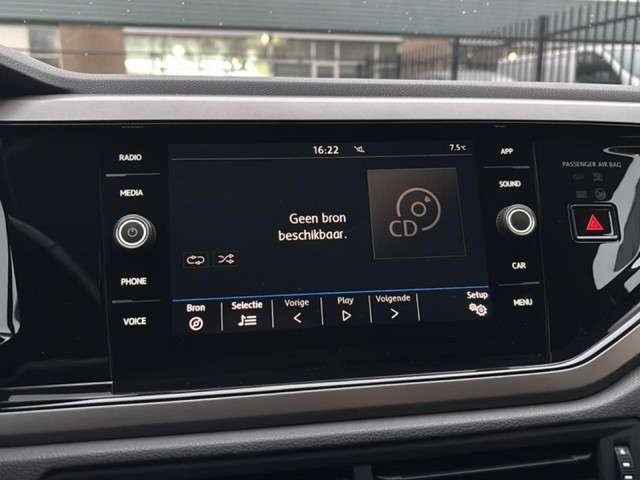 16:22 7.5°C
RADIO
MEDIA
PHONE
VOICE
Geen bron
beschikbaar.
CD
Bron Selectie Vorige Play Volgende Setup
APP
SOUND
CAR
MENU
PASSENGER AIR BAG